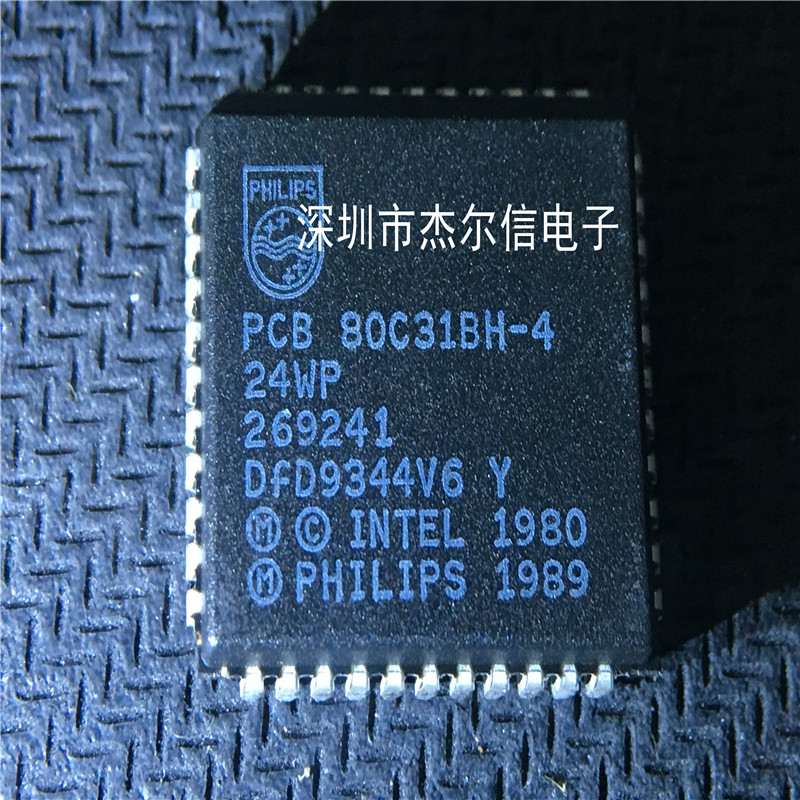 PHILIPS
深圳市杰尔信电子
PCB 80C31BH-4
24WP
269241
DfD9344V6 Y
Ⓜ © INTEL 1980
Ⓜ PHILIPS 1989